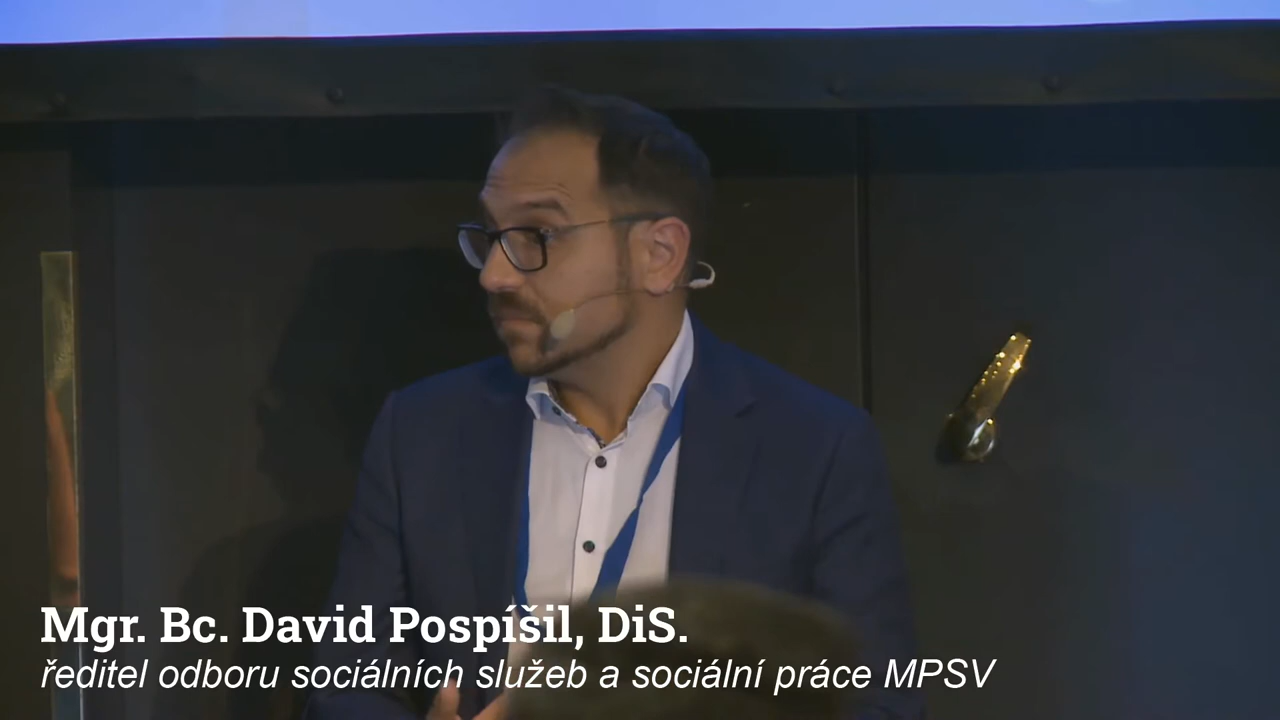 Mgr. Bc. David Pospíšil, DiS.
ředitel odboru sociálních služeb a sociální práce MPSV